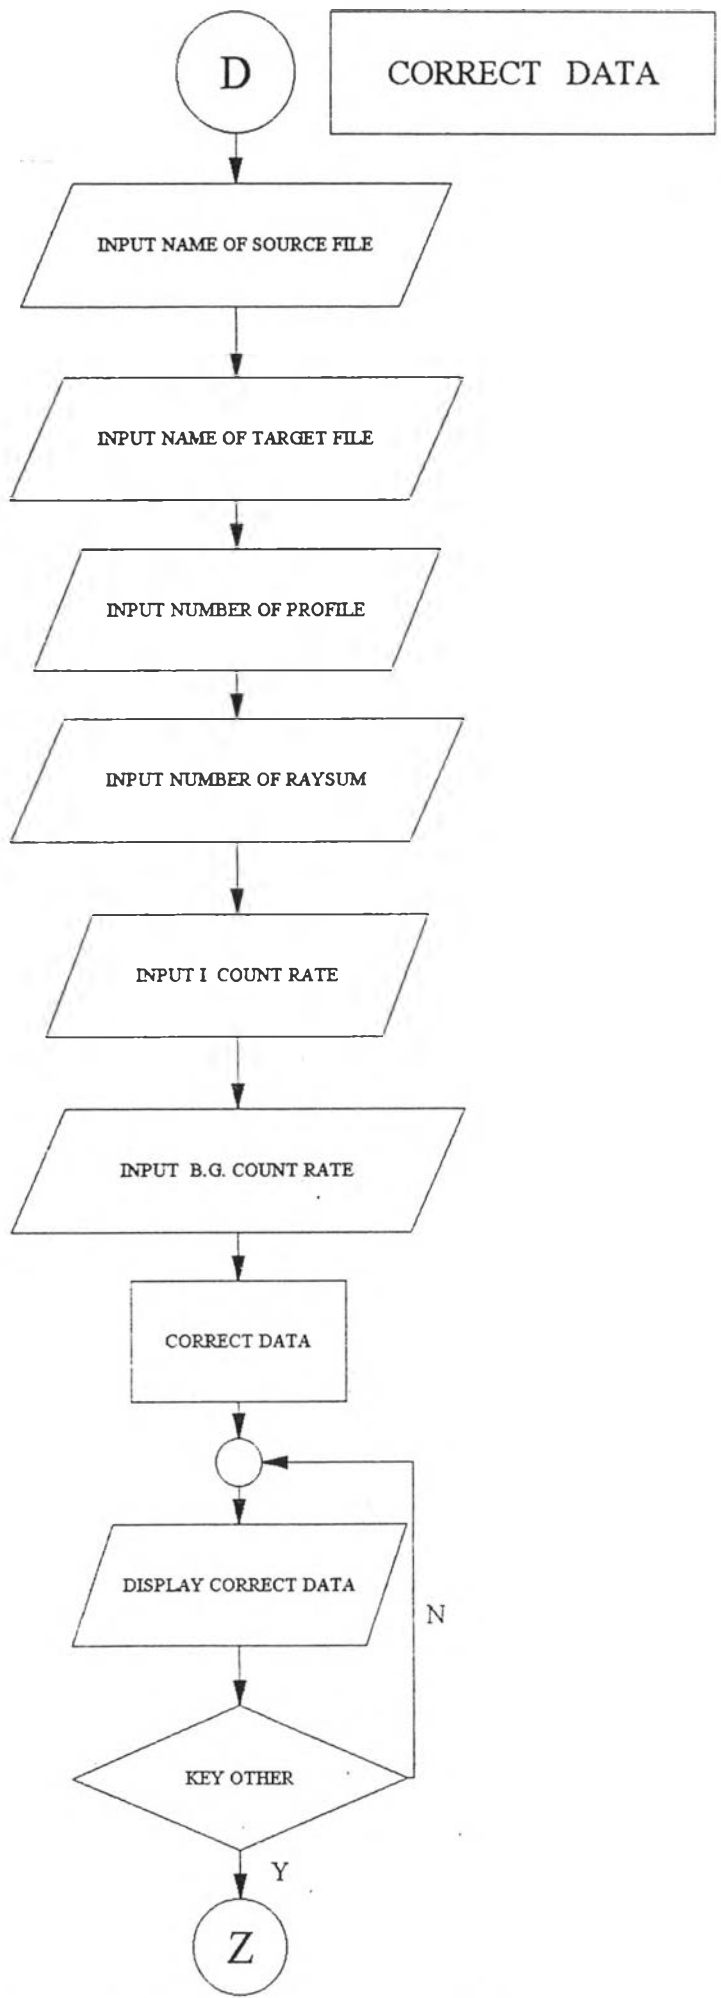 D
CORRECT DATA
INPUT NAME OF SOURCE FILE
INPUT NAME OF TARGET FILE
INPUT NUMBER OF PROFILE
INPUT NUMBER OF RAYSUM
INPUT I COUNT RATE
INPUT B.G. COUNT RATE
CORRECT DATA
DISPLAY CORRECT DATA
N
KEY OTHER
Y
Z